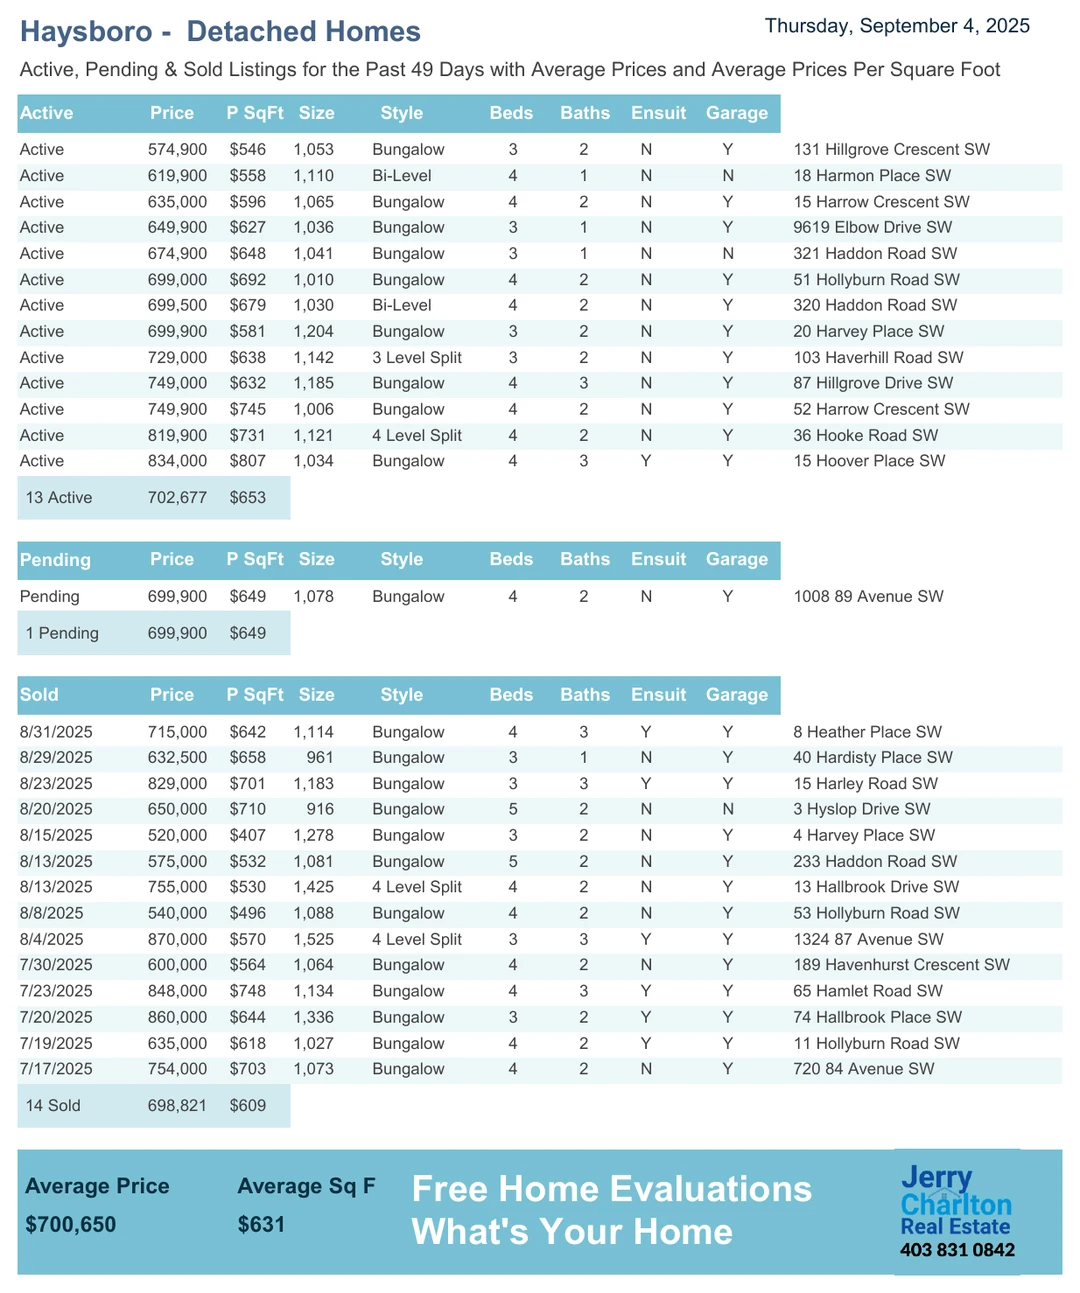 Haysboro -  Detached Homes
Thursday, September 4, 2025
Active, Pending & Sold Listings for the Past 49 Days with Average Prices and Average Prices Per Square Foot
Active Price P SqFt Size Style Beds Baths Ensuit Garage
Active 574,900 $546 1,053 Bungalow 3 2 N Y 131 Hillgrove Crescent SW
Active 619,900 $558 1,110 Bi-Level 4 1 N N 18 Harmon Place SW
Active 635,000 $596 1,065 Bungalow 4 2 N Y 15 Harrow Crescent SW
Active 649,900 $627 1,036 Bungalow 3 1 N Y 9619 Elbow Drive SW
Active 674,900 $648 1,041 Bungalow 3 1 N N 321 Haddon Road SW
Active 699,000 $692 1,010 Bungalow 4 2 N Y 51 Hollyburn Road SW
Active 699,500 $679 1,030 Bi-Level 4 2 N Y 320 Haddon Road SW
Active 699,900 $581 1,204 Bungalow 3 2 N Y 20 Harvey Place SW
Active 729,000 $638 1,142 3 Level Split 3 2 N Y 103 Haverhill Road SW
Active 749,000 $632 1,185 Bungalow 4 3 N Y 87 Hillgrove Drive SW
Active 749,900 $745 1,006 Bungalow 4 2 N Y 52 Harrow Crescent SW
Active 819,900 $731 1,121 4 Level Split 4 2 N Y 36 Hooke Road SW
Active 834,000 $807 1,034 Bungalow 4 3 Y Y 15 Hoover Place SW
13 Active 702,677 $653
Pending Price P SqFt Size Style Beds Baths Ensuit Garage
Pending 699,900 $649 1,078 Bungalow 4 2 N Y 1008 89 Avenue SW
1 Pending 699,900 $649
Sold Price P SqFt Size Style Beds Baths Ensuit Garage
8/31/2025 715,000 $642 1,114 Bungalow 4 3 Y Y 8 Heather Place SW
8/29/2025 632,500 $658 961 Bungalow 3 1 N Y 40 Hardisty Place SW
8/23/2025 829,000 $701 1,183 Bungalow 3 3 Y Y 15 Harley Road SW
8/20/2025 650,000 $710 916 Bungalow 5 2 N N 3 Hyslop Drive SW
8/15/2025 520,000 $407 1,278 Bungalow 3 2 N Y 4 Harvey Place SW
8/13/2025 575,000 $532 1,081 Bungalow 5 2 N Y 233 Haddon Road SW
8/13/2025 755,000 $530 1,425 4 Level Split 4 2 N Y 13 Hallbrook Drive SW
8/8/2025 540,000 $496 1,088 Bungalow 4 2 N Y 53 Hollyburn Road SW
8/4/2025 870,000 $570 1,525 4 Level Split 3 3 Y Y 1324 87 Avenue SW
7/30/2025 600,000 $564 1,064 Bungalow 4 2 N Y 189 Havenhurst Crescent SW
7/23/2025 848,000 $748 1,134 Bungalow 4 3 Y Y 65 Hamlet Road SW
7/20/2025 860,000 $644 1,336 Bungalow 3 2 Y Y 74 Hallbrook Place SW
7/19/2025 635,000 $618 1,027 Bungalow 4 2 Y Y 11 Hollyburn Road SW
7/17/2025 754,000 $703 1,073 Bungalow 4 2 N Y 720 84 Avenue SW
14 Sold 698,821 $609
Average Price Average Sq F
$700,650 $631
Free Home Evaluations
What's Your Home
Jerry
Charlton
Real Estate
403 831 0842